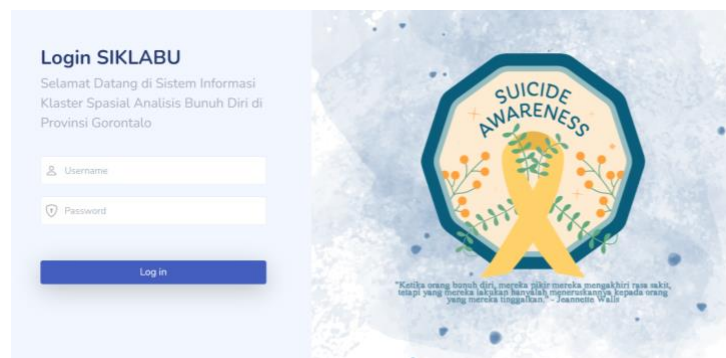 Login SIKLABU
Selamat Datang di Sistem Informasi
Klaster Spasial Analisis Bunuh Diri di
Provinsi Gorontalo
Username
Password
Log in
SUICIDE
AWARENESS
"Ketika orang bunuh diri, mereka pikir mereka mengakhiri rasa sakit,
tetapi yang mereka lakukan hanyalah meneruskannya kepada orang
yang mereka tinggalkan." - Jeannette Walls